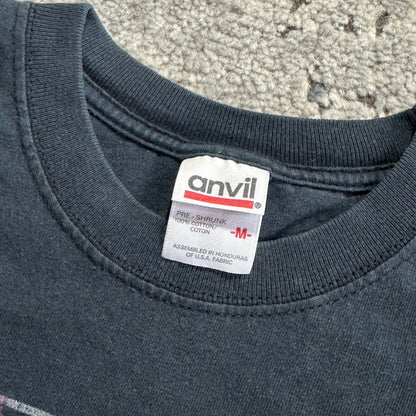 anvil
®
PRE-SHRUNK
100% COTTON/
COTON
-M-
ASSEMBLED IN HONDURAS
OF U.S.A. FABRIC